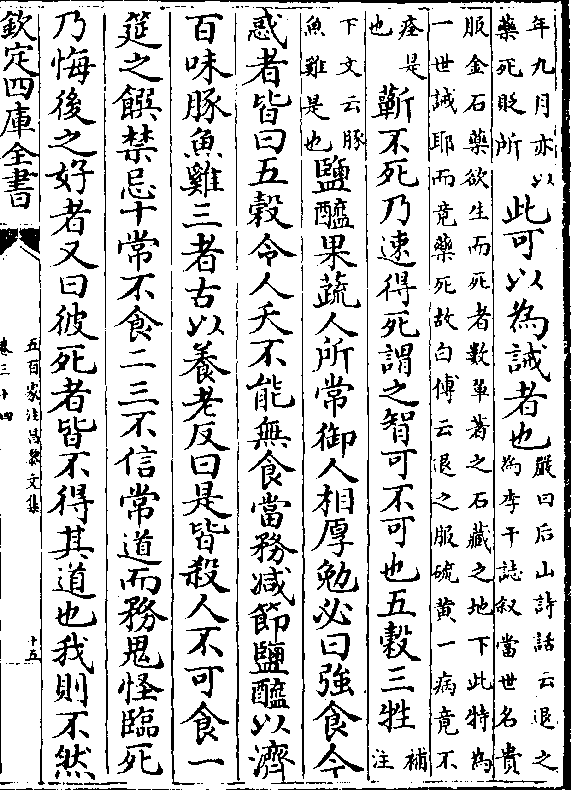 年九月亦以
藥死貶所
此可以為誡者也
嚴曰后山詩話云退之
為李干誌叙當世名貴
服金石藥欲生而死者數輩著之石藏之地下此特為
一世誡耶而竟藥死故白傅云退之服硫黄一病竟不
痊是
也
蘄不死乃速得死謂之智可不可也五穀三牲
補
注
下文云豚
魚雞是也
鹽醯果蔬人所常御人相厚勉必曰強食今
惑者皆曰五穀令人夭不能無食當務减節鹽醯以濟
百味豚魚雞三者古以養老反曰是皆殺人不可食一
筵之饌禁忌十常不食二三不信常道而務鬼怪臨死
乃悔後之好者又曰彼死者皆不得其道也我則不然
欽定四庫全書
五百家注昌黎文集
卷三十四
十五